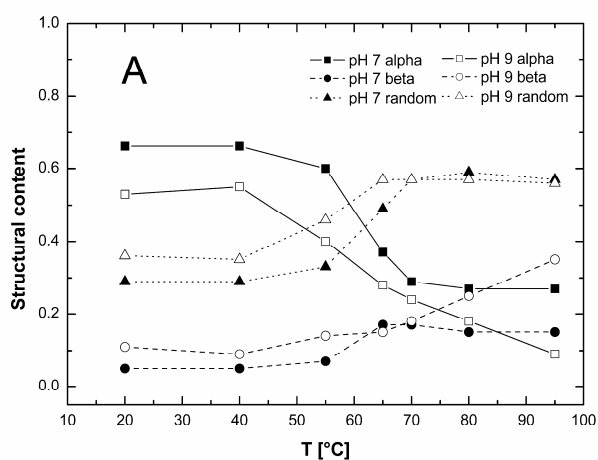 1.0
0.8
0.6
0.4
0.2
0.0
Structural content
A
pH 7 alpha
pH 7 beta
pH 7 random
pH 9 alpha
pH 9 beta
pH 9 random
10 20 30 40 50 60 70 80 90 100
T [°C]